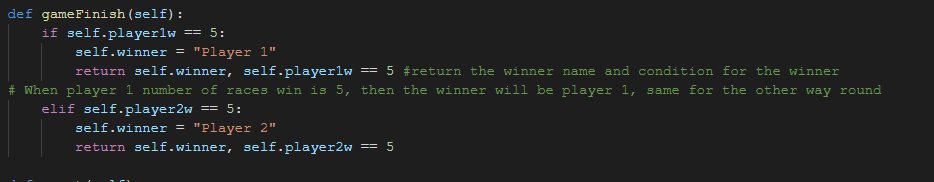 def gameFinish(self):
    if self.player1w == 5:
        self.winner = "Player 1"
        return self.winner, self.player1w == 5 #return the winner name and condition for the winner
# When player 1 number of races win is 5, then the winner will be player 1, same for the other way round
    elif self.player2w == 5:
        self.winner = "Player 2"
        return self.winner, self.player2w == 5